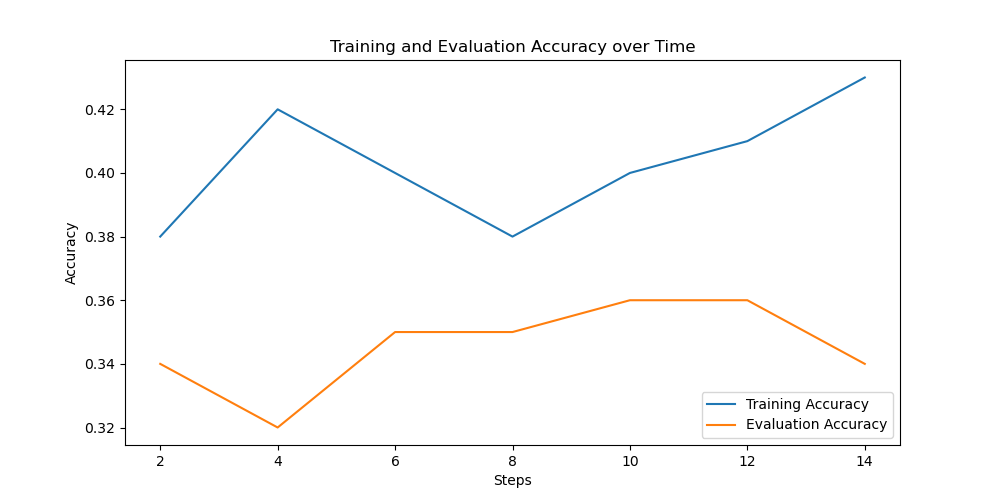 Training and Evaluation Accuracy over Time
Accuracy
0.42
0.40
0.38
0.36
0.34
0.32
Training Accuracy
Evaluation Accuracy
2 4 6 8 10 12 14
Steps